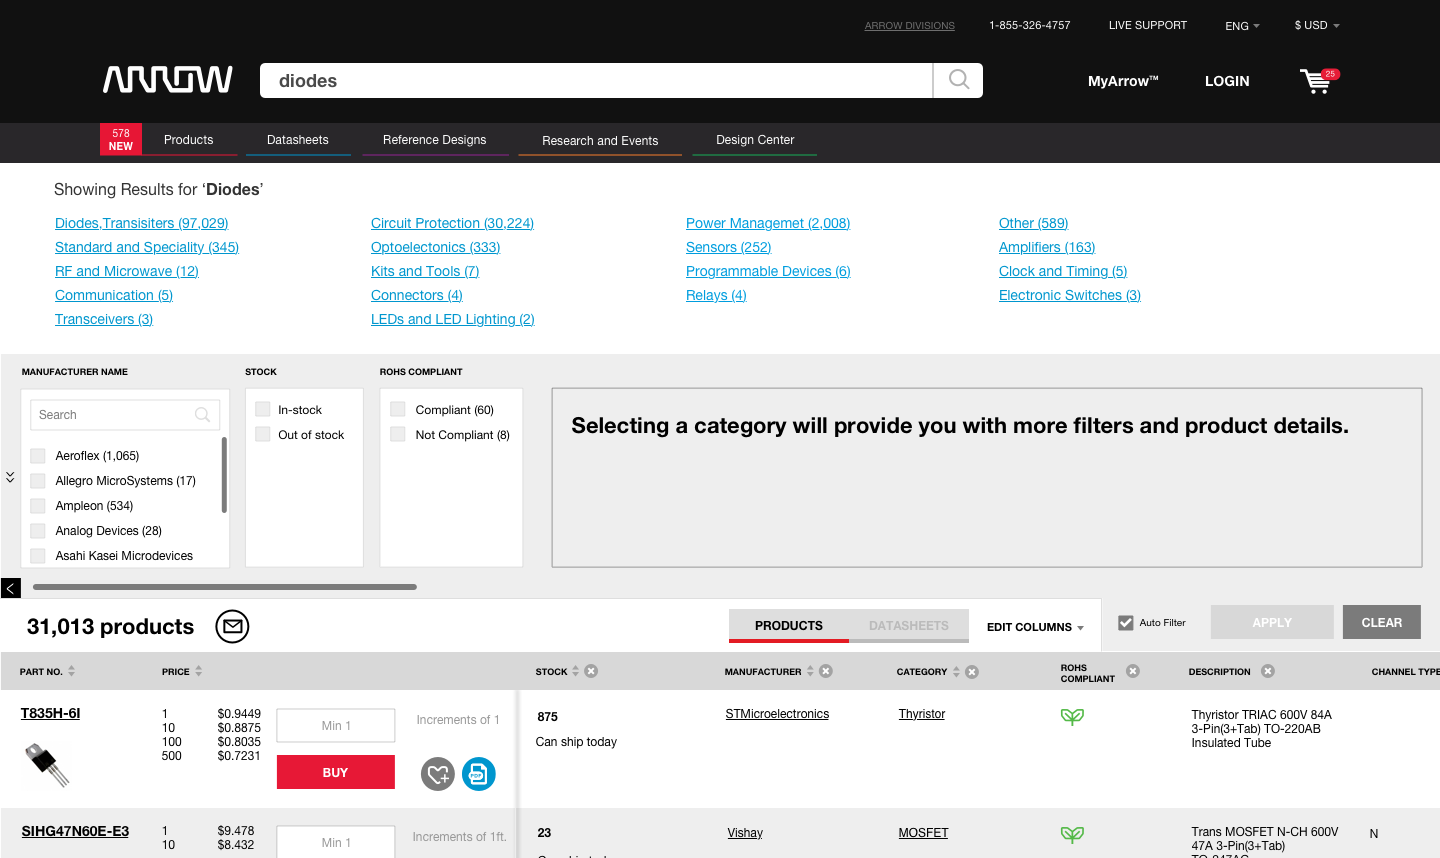 ARROW DIVISIONS 1-855-326-4757 LIVE SUPPORT ENG $ USD
ARROW diodes MyArrow™ LOGIN 25
578 NEW Products Datasheets Reference Designs Research and Events Design Center
Showing Results for ‘Diodes’
Diodes,Transisiters (97,029) Circuit Protection (30,224) Power Managemet (2,008) Other (589)
Standard and Speciality (345) Optoelectonics (333) Sensors (252) Amplifiers (163)
RF and Microwave (12) Kits and Tools (7) Programmable Devices (6) Clock and Timing (5)
Communication (5) Connectors (4) Relays (4) Electronic Switches (3)
Transceivers (3) LEDs and LED Lighting (2)
MANUFACTURER NAME
Search
Aeroflex (1,065)
Allegro MicroSystems (17)
Ampleon (534)
Analog Devices (28)
Asahi Kasei Microdevices
STOCK
In-stock
Out of stock
ROHS COMPLIANT
Compliant (60)
Not Compliant (8)
Selecting a category will provide you with more filters and product details.
31,013 products PRODUCTS DATASHEETS EDIT COLUMNS Auto Filter APPLY CLEAR
PART NO. PRICE STOCK MANUFACTURER CATEGORY ROHS COMPLIANT DESCRIPTION CHANNEL TYPE
T835H-6I
1 $0.9449
10 $0.8875
100 $0.8035
500 $0.7231
Min 1
BUY
Increments of 1
PDF
875
Can ship today
STMicroelectronics
Thyristor
Thyristor TRIAC 600V 84A
3-Pin(3+Tab) TO-220AB
Insulated Tube
SIHG47N60E-E3
1 $9.478
10 $8.432
Min 1
Increments of 1ft.
23
Vishay
MOSFET
Trans MOSFET N-CH 600V
47A 3-Pin(3+Tab)
N